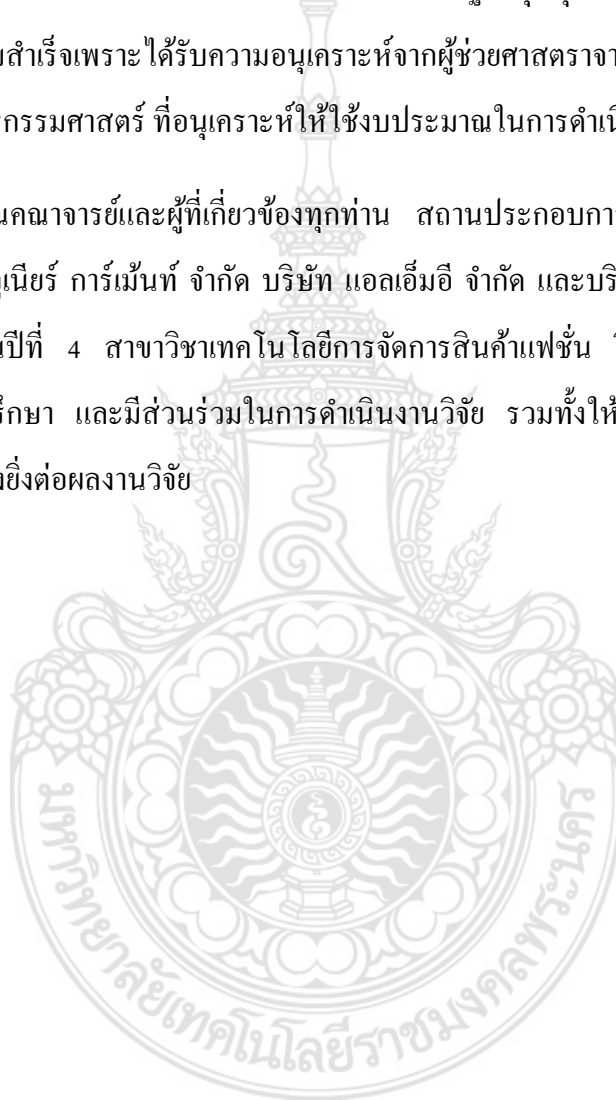 สำเร็จเพราะได้รับความอนุเคราะห์จากผู้ช่วยศาสตราจา
กรรมศาสตร์ ที่อนุเคราะห์ให้ใช้งบประมาณในการดำเนิ
คณาจารย์และผู้ที่เกี่ยวข้องทุกท่าน สถานประกอบกา
เนียร์ การ์เม้นท์ จำกัด บริษัท แอลเอ็มอี จำกัด และบริ
ปีที่ 4 สาขาวิชาเทคโนโลยีการจัดการสินค้าแฟชั่น
รึกษา และมีส่วนร่วมในการดำเนินงานวิจัย รวมทั้งให้
งยิ่งต่อผลงานวิจัย
มหาวิทยาลัยเทคโนโลยีราชมงคลพระนคร